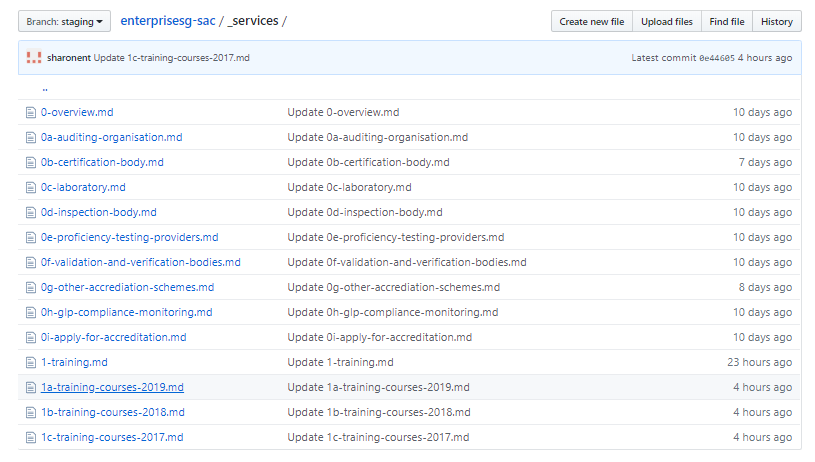 Branch: staging enterprisesg-sac / _services / Create new file Upload files Find file History
sharonent Update 1c-training-courses-2017.md Latest commit 0e44605 4 hours ago
..
0-overview.md Update 0-overview.md 10 days ago
0a-auditing-organisation.md Update 0a-auditing-organisation.md 10 days ago
0b-certification-body.md Update 0b-certification-body.md 7 days ago
0c-laboratory.md Update 0c-laboratory.md 10 days ago
0d-inspection-body.md Update 0d-inspection-body.md 10 days ago
0e-proficiency-testing-providers.md Update 0e-proficiency-testing-providers.md 10 days ago
0f-validation-and-verification-bodies.md Update 0f-validation-and-verification-bodies.md 10 days ago
0g-other-accrediation-schemes.md Update 0g-other-accrediation-schemes.md 8 days ago
0h-glp-compliance-monitoring.md Update 0h-glp-compliance-monitoring.md 10 days ago
0i-apply-for-accreditation.md Update 0i-apply-for-accreditation.md 10 days ago
1-training.md Update 1-training.md 23 hours ago
1a-training-courses-2019.md Update 1a-training-courses-2019.md 4 hours ago
1b-training-courses-2018.md Update 1b-training-courses-2018.md 4 hours ago
1c-training-courses-2017.md Update 1c-training-courses-2017.md 4 hours ago